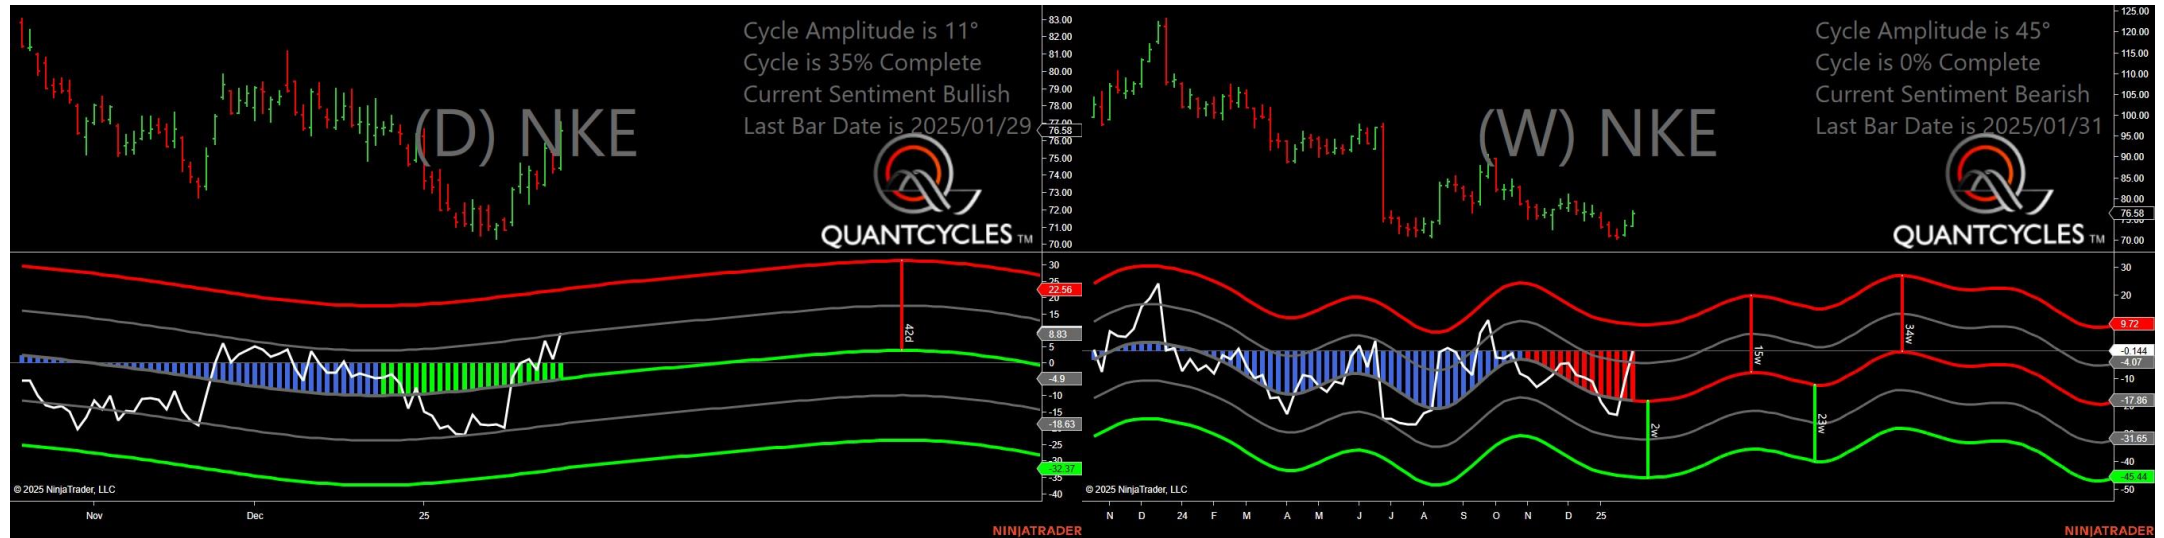 Cycle Amplitude is 11°
Cycle is 35% Complete
Current Sentiment Bullish
Last Bar Date is 2025/01/29
(D) NKE
QUANTCYCLES TM
83.00
82.00
81.00
80.00
79.00
78.00
77.00
76.58
76.00
75.00
74.00
73.00
72.00
71.00
70.00
30
22.56
20
15
8.83
5
0
-4.9
-10
-15
-18.63
-25
-30
-32.37
-35
-40
42d
© 2025 NinjaTrader, LLC
Nov
Dec
25
NINJATRADER
Cycle Amplitude is 45°
Cycle is 0% Complete
Current Sentiment Bearish
Last Bar Date is 2025/01/31
(W) NKE
QUANTCYCLES TM
125.00
120.00
115.00
110.00
105.00
100.00
95.00
90.00
85.00
80.00
76.58
70.00
30
20
9.72
-0.144
-4.07
-10
-17.86
-31.65
-40
-45.44
-50
15w
34w
2w
23w
© 2025 NinjaTrader, LLC
N
D
24
F
M
A
M
J
J
A
S
O
N
D
25
NINJATRADER